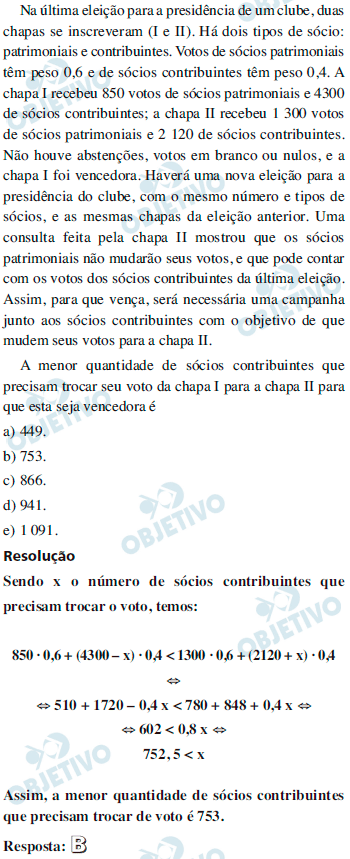 Na última eleição para a presidência de um clube, duas
chapas se inscreveram (I e II). Há dois tipos de sócio:
patrimoniais e contribuintes. Votos de sócios patrimoniais
têm peso 0,6 e de sócios contribuintes têm peso 0,4. A
chapa I recebeu 850 votos de sócios patrimoniais e 4300
de sócios contribuintes; a chapa II recebeu 1 300 votos
de sócios patrimoniais e 2 120 de sócios contribuintes.
Não houve abstenções, votos em branco ou nulos, e a
chapa I foi vencedora. Haverá uma nova eleição para a
presidência do clube, com o mesmo número e tipos de
sócios, e as mesmas chapas da eleição anterior. Uma
consulta feita pela chapa II mostrou que os sócios
patrimoniais não mudarão seus votos, e que pode contar
com os votos dos sócios contribuintes da última eleição.
Assim, para que vença, será necessária uma campanha
junto aos sócios contribuintes com o objetivo de que
mudem seus votos para a chapa II.
A menor quantidade de sócios contribuintes que
precisam trocar seu voto da chapa I para a chapa II para
que esta seja vencedora é
a) 449.
b) 753.
c) 866.
d) 941.
e) 1 091.
OBJETIVO
Resolução
Sendo x o número de sócios contribuintes que
precisam trocar o voto, temos:
850 · 0,6 + (4300 – x) · 0,4 < 1300 · 0,6 + (2120 + x) · 0,4
⇔
⇔ 510 + 1720 – 0,4 x < 780 + 848 + 0,4 x ⇔
⇔ 602 < 0,8 x ⇔
752,5 < x
Assim, a menor quantidade de sócios contribuintes
que precisam trocar de voto é 753.
Resposta: B